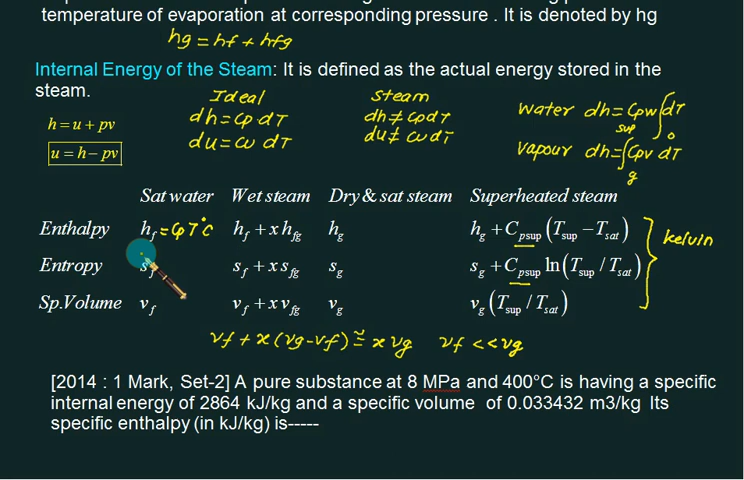 temperature of evaporation at corresponding pressure . It is denoted by hg
hg = hf + hfg
Internal Energy of the Steam: It is defined as the actual energy stored in the
steam.
Ideal
dh = cp dT
du = cv dT
Steam
dh ≠ cp dT
du ≠ cv dT
water dh = cpw ∫ dT
sup 0
vapour dh = ∫ cpv dT
g
h = u + pv
u = h − pv
Sat water Wet steam Dry & sat steam Superheated steam
Enthalpy hf = cp T°C hf + x hfg hg hg + Cpsup (Tsup − Tsat)
kelvin
Entropy sf sf + x sfg sg sg + Cpsup ln(Tsup / Tsat)
Sp.Volume vf vf + x vfg vg vg (Tsup / Tsat)
vf + x (vg - vf) ≅ x vg vf << vg
[2014 : 1 Mark, Set-2] A pure substance at 8 MPa and 400°C is having a specific
internal energy of 2864 kJ/kg and a specific volume of 0.033432 m3/kg Its
specific enthalpy (in kJ/kg) is-----